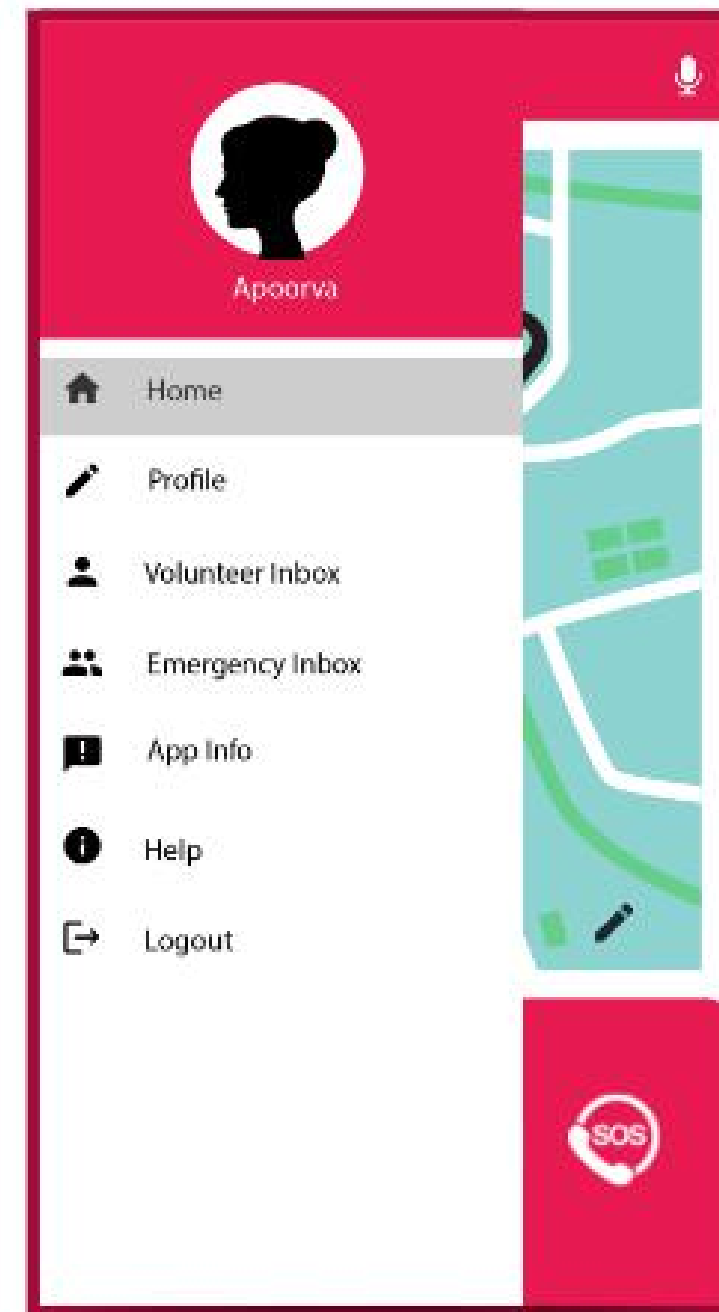 Apoorva
Home
Profile
Volunteer Inbox
Emergency Inbox
App Info
Help
Logout
SOS